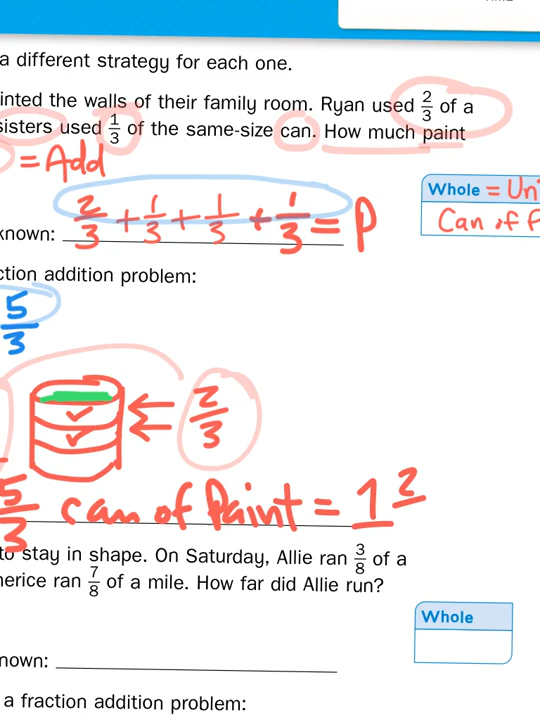 a different strategy for each one.
inted the walls of their family room. Ryan used 2/3 of a
sisters used 1/3 of the same-size can. How much paint
= Add
Whole = Un
2/3 + 1/3 + 1/3 + 1/3 = P
Can of P
known:
ction addition problem:
5/3
2/3
5/3 can of Paint = 1 2
to stay in shape. On Saturday, Allie ran 3/8 of a
nerice ran 7/8 of a mile. How far did Allie run?
Whole
nown:
a fraction addition problem: